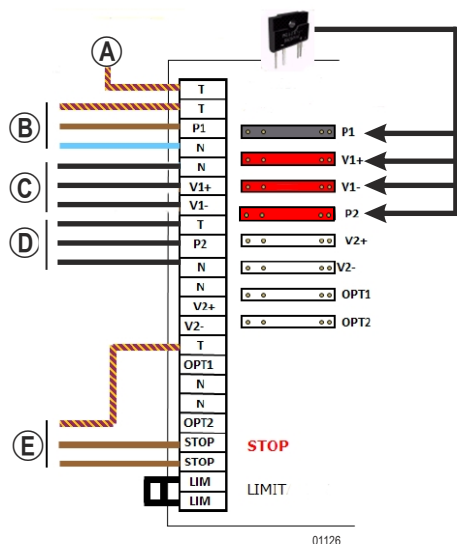 A
T
T
B
P1
N
N
C
V1+
V1-
T
D
P2
N
N
V2+
V2-
T
OPT1
N
N
OPT2
E
STOP
STOP
LIM
LIM
P1
V1+
V1-
P2
V2+
V2-
OPT1
OPT2
STOP
LIMIT
01126